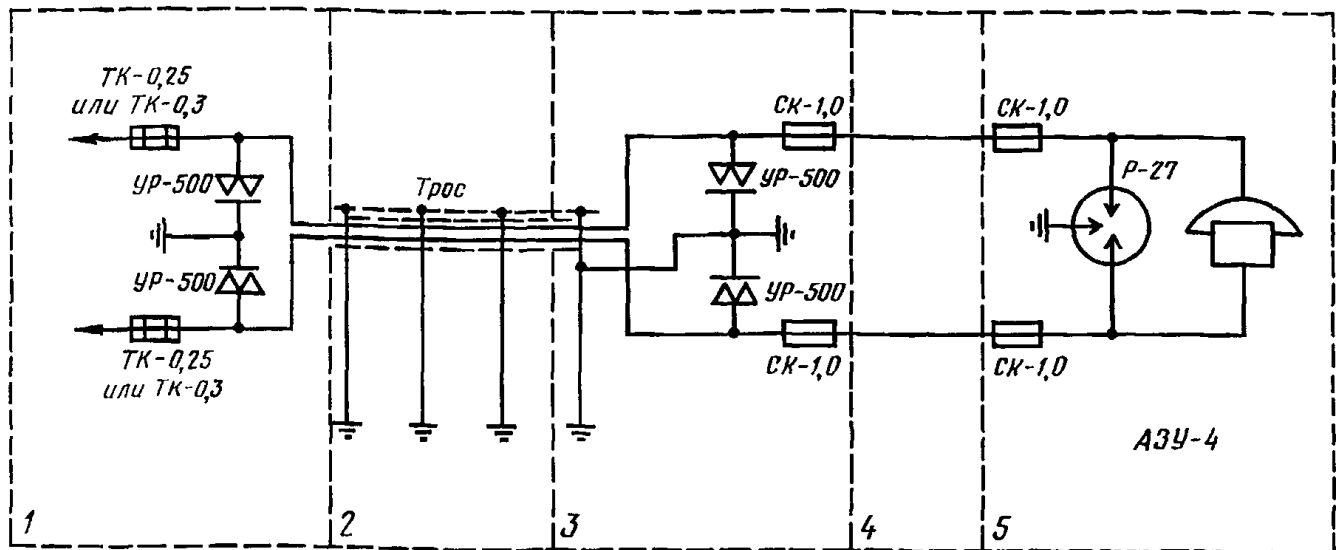 ТК-0,25
или ТК-0,3
УР-500
УР-500
ТК-0,25
или ТК-0,3
Трос
СК-1,0
УР-500
УР-500
СК-1,0
СК-1,0
Р-27
СК-1,0
АЗУ-4
1
2
3
4
5